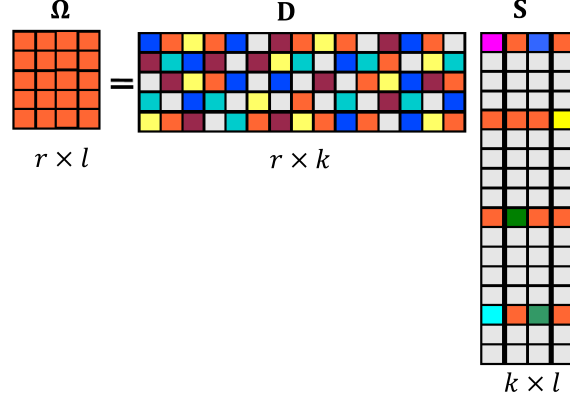 Ω D S
=
r × l r × k
k × l